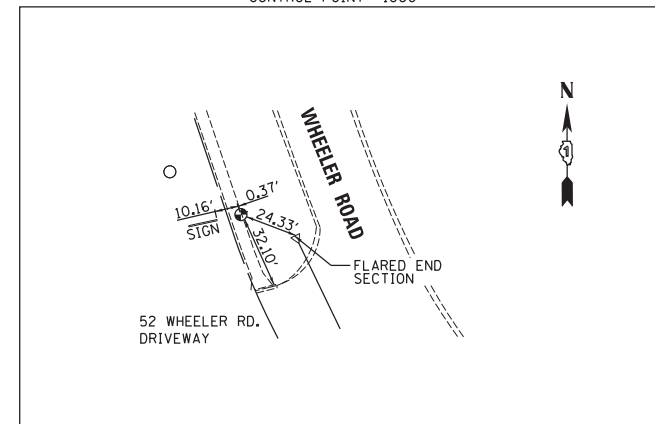 N
1
WHEELER ROAD
0.37'
10.16'
SIGN
24.33'
32.10'
FLARED END
SECTION
52 WHEELER RD.
DRIVEWAY